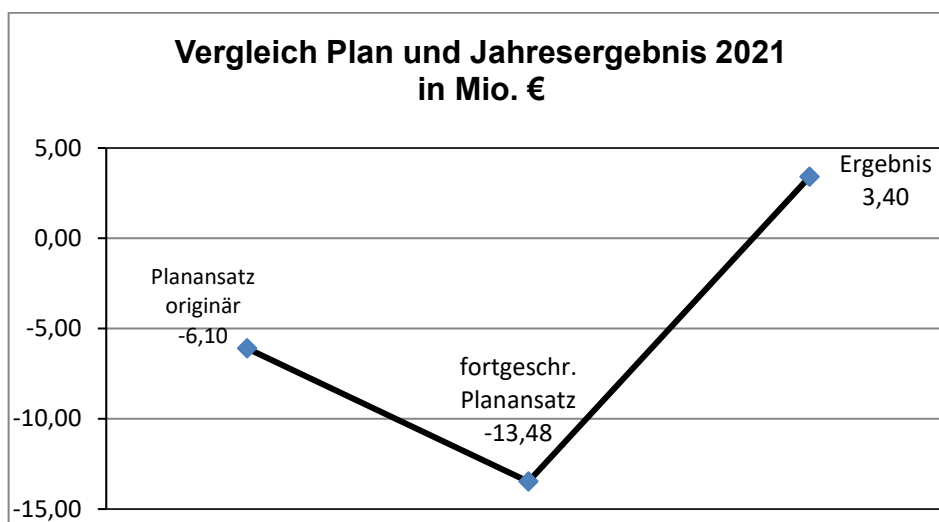 Vergleich Plan und Jahresergebnis 2021
in Mio. €
5,00
0,00
-5,00
-10,00
-15,00
Planansatz
originär
-6,10
fortgeschr.
Planansatz
-13,48
Ergebnis
3,40